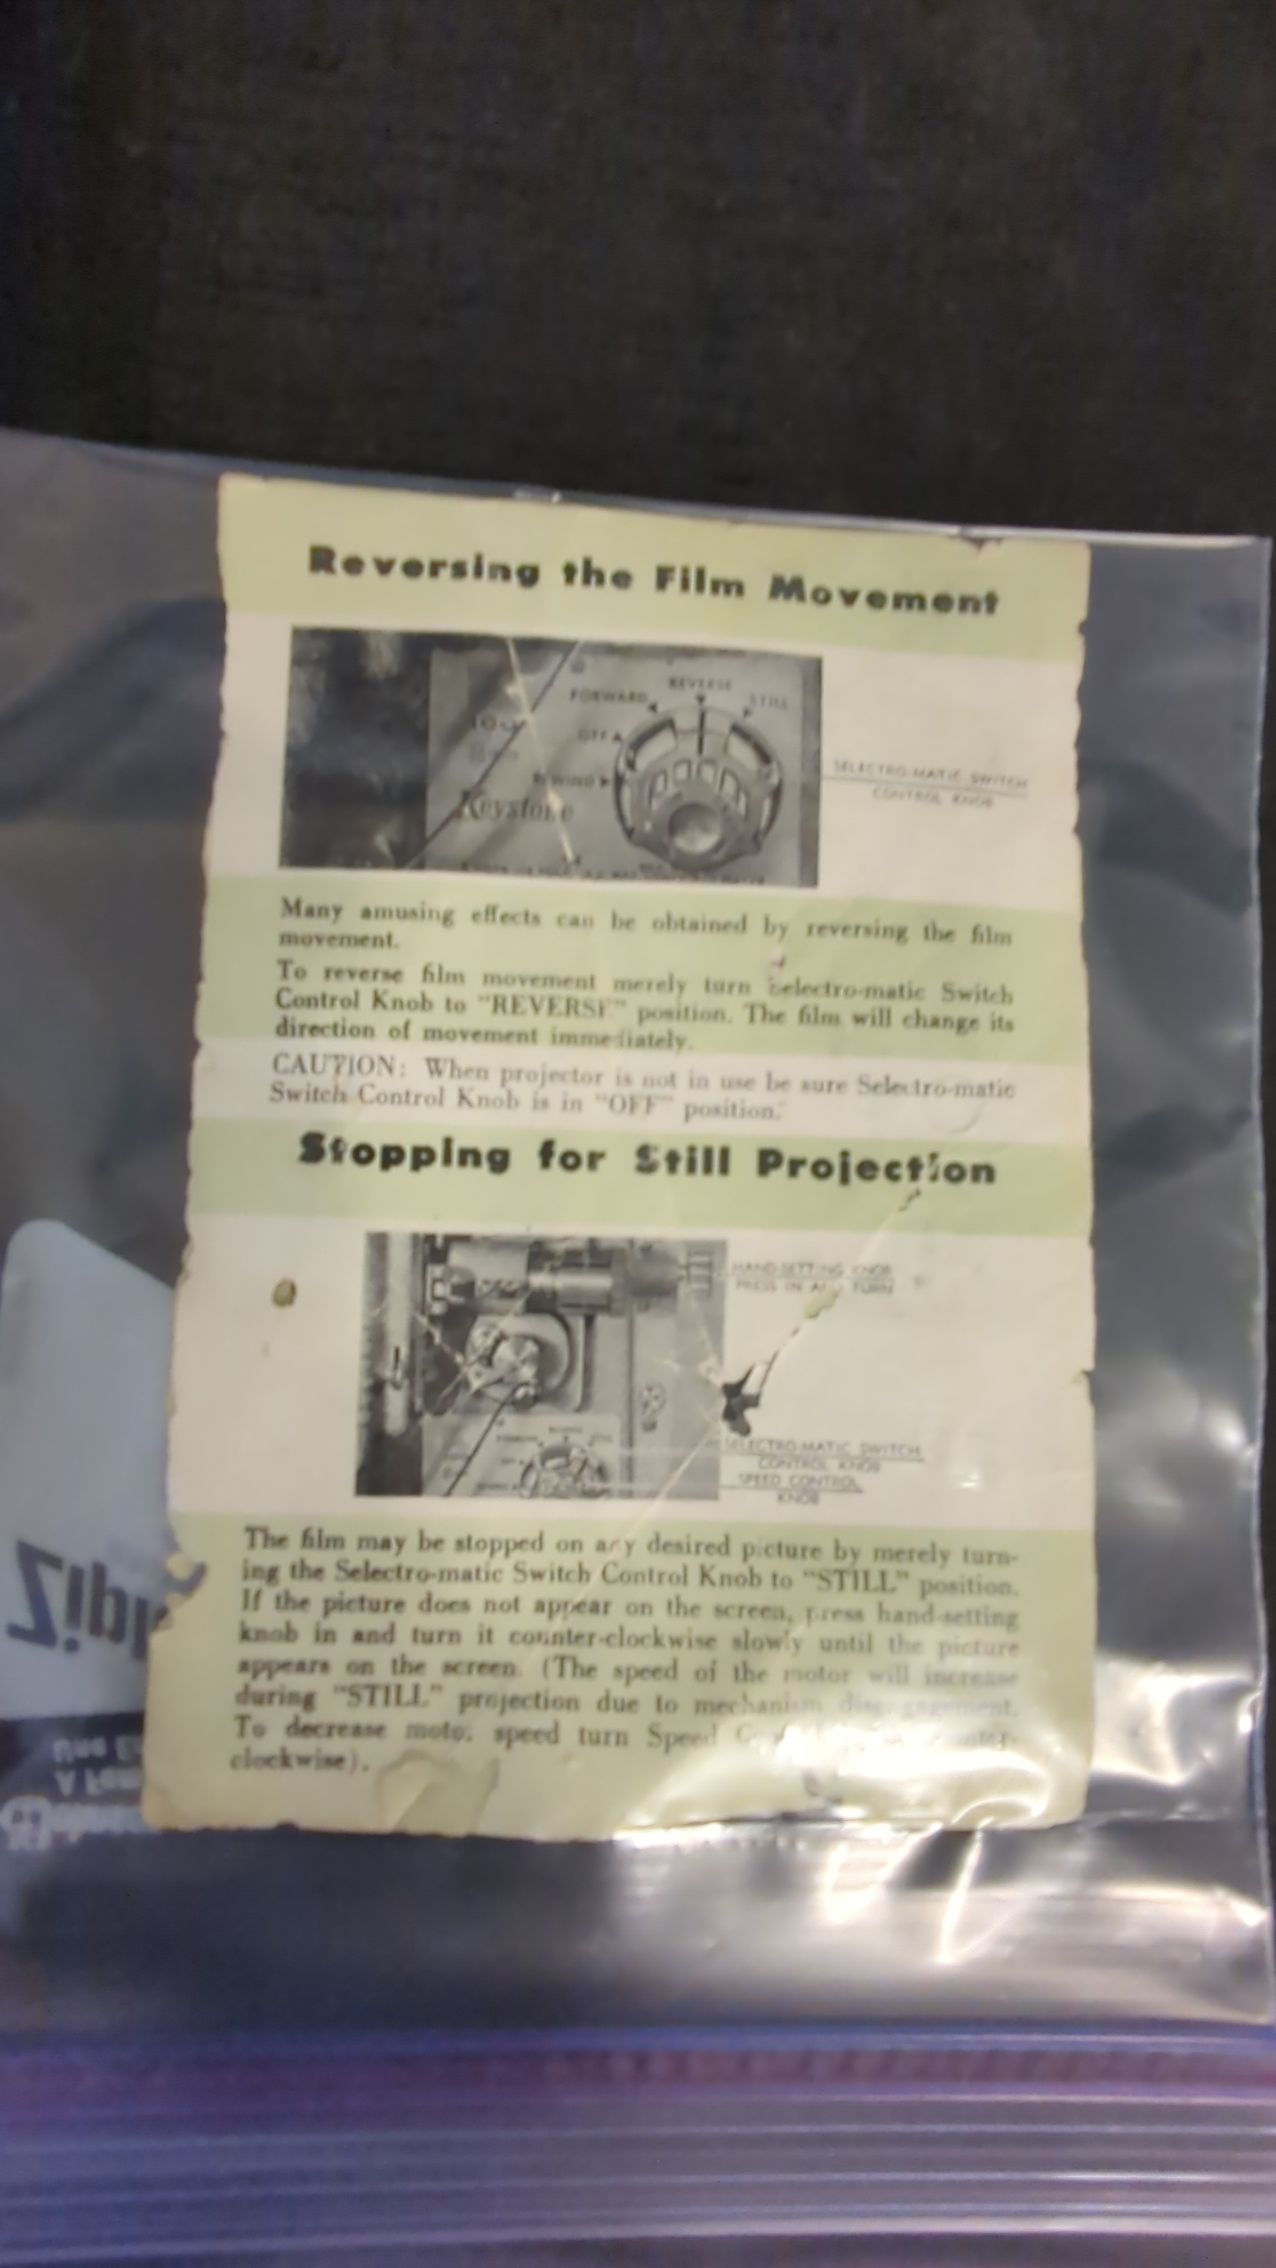 Reversing the Film Movement
REVERSE
FORWARD
STILL
OFF
8mm
REWIND
Keystone
SELECTRO-MATIC SWITCH
CONTROL KNOB
Many amusing effects can be obtained by reversing the film
movement.
To reverse film movement merely turn Selectro-matic Switch
Control Knob to "REVERSE" position. The film will change its
direction of movement immediately.
CAUTION: When projector is not in use be sure Selectro-matic
Switch Control Knob is in "OFF" position.
Stopping for Still Projection
HAND-SETTING KNOB
PRESS IN AND TURN
SELECTRO-MATIC SWITCH
CONTROL KNOB
SPEED CONTROL
KNOB
The film may be stopped on any desired picture by merely turn-
ing the Selectro-matic Switch Control Knob to "STILL" position.
If the picture does not appear on the screen, press hand-setting
knob in and turn it counter-clockwise slowly until the picture
appears on the screen. (The speed of the motor will increase
during "STILL" projection due to mechanism disengagement.
To decrease motor speed turn Speed
clockwise).
Zipl